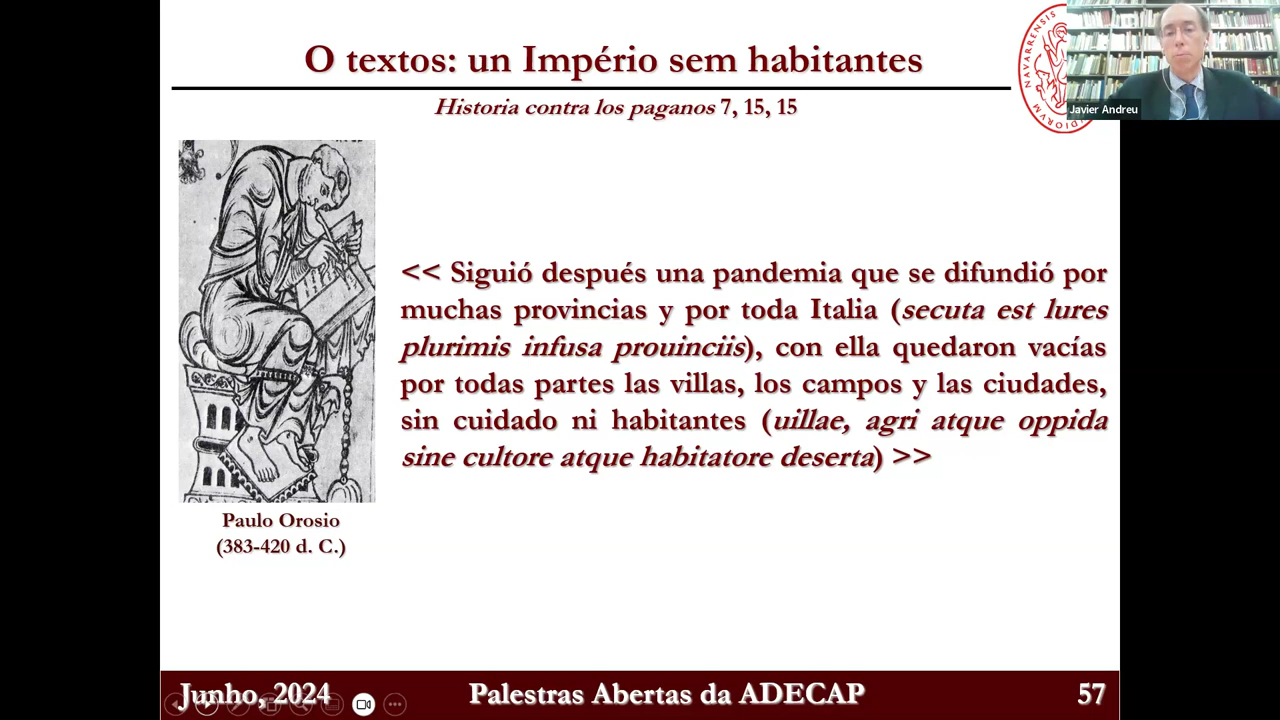 O textos: un Império sem habitantes
Historia contra los paganos 7, 15, 15
NAVARRENSIS
Javier Andreu
<< Siguió después una pandemia que se difundió por
muchas provincias y por toda Italia (secuta est lures
plurimis infusa prouinciis), con ella quedaron vacías
por todas partes las villas, los campos y las ciudades,
sin cuidado ni habitantes (uillae, agri atque oppida
sine cultore atque habitatore deserta) >>
Paulo Orosio
(383-420 d. C.)
Junho, 2024
Palestras Abertas da ADECAP
57